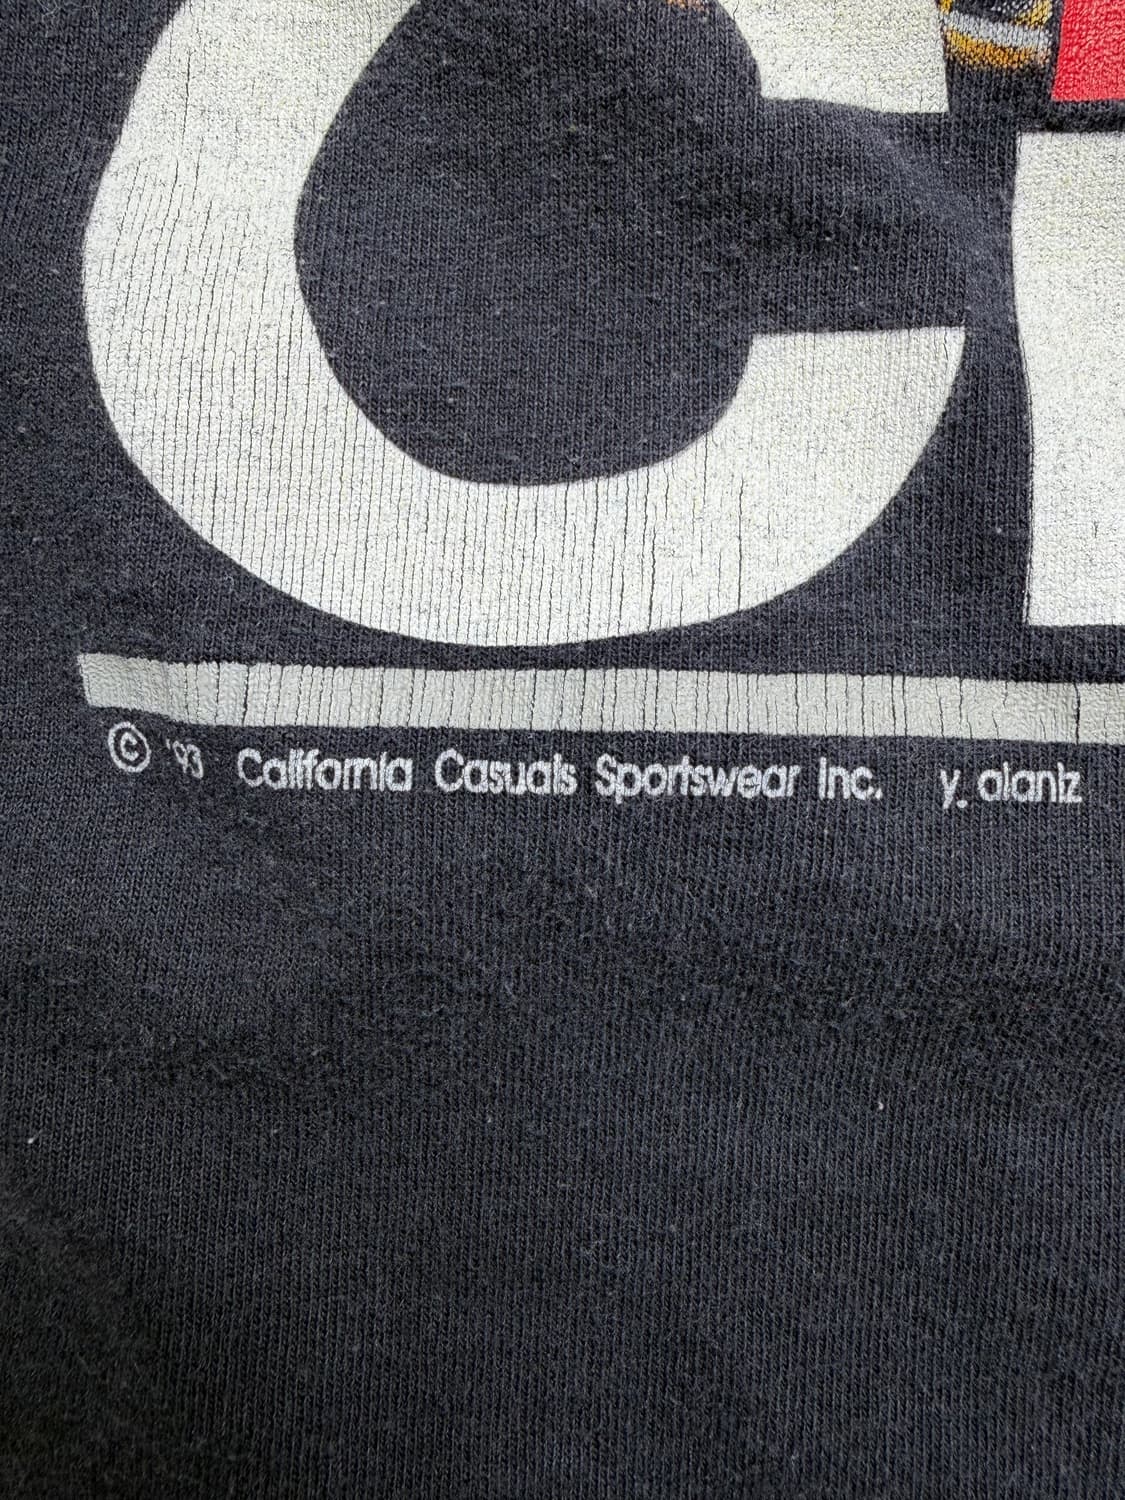 C
© '93 California Casuals Sportswear Inc. y. alaniz